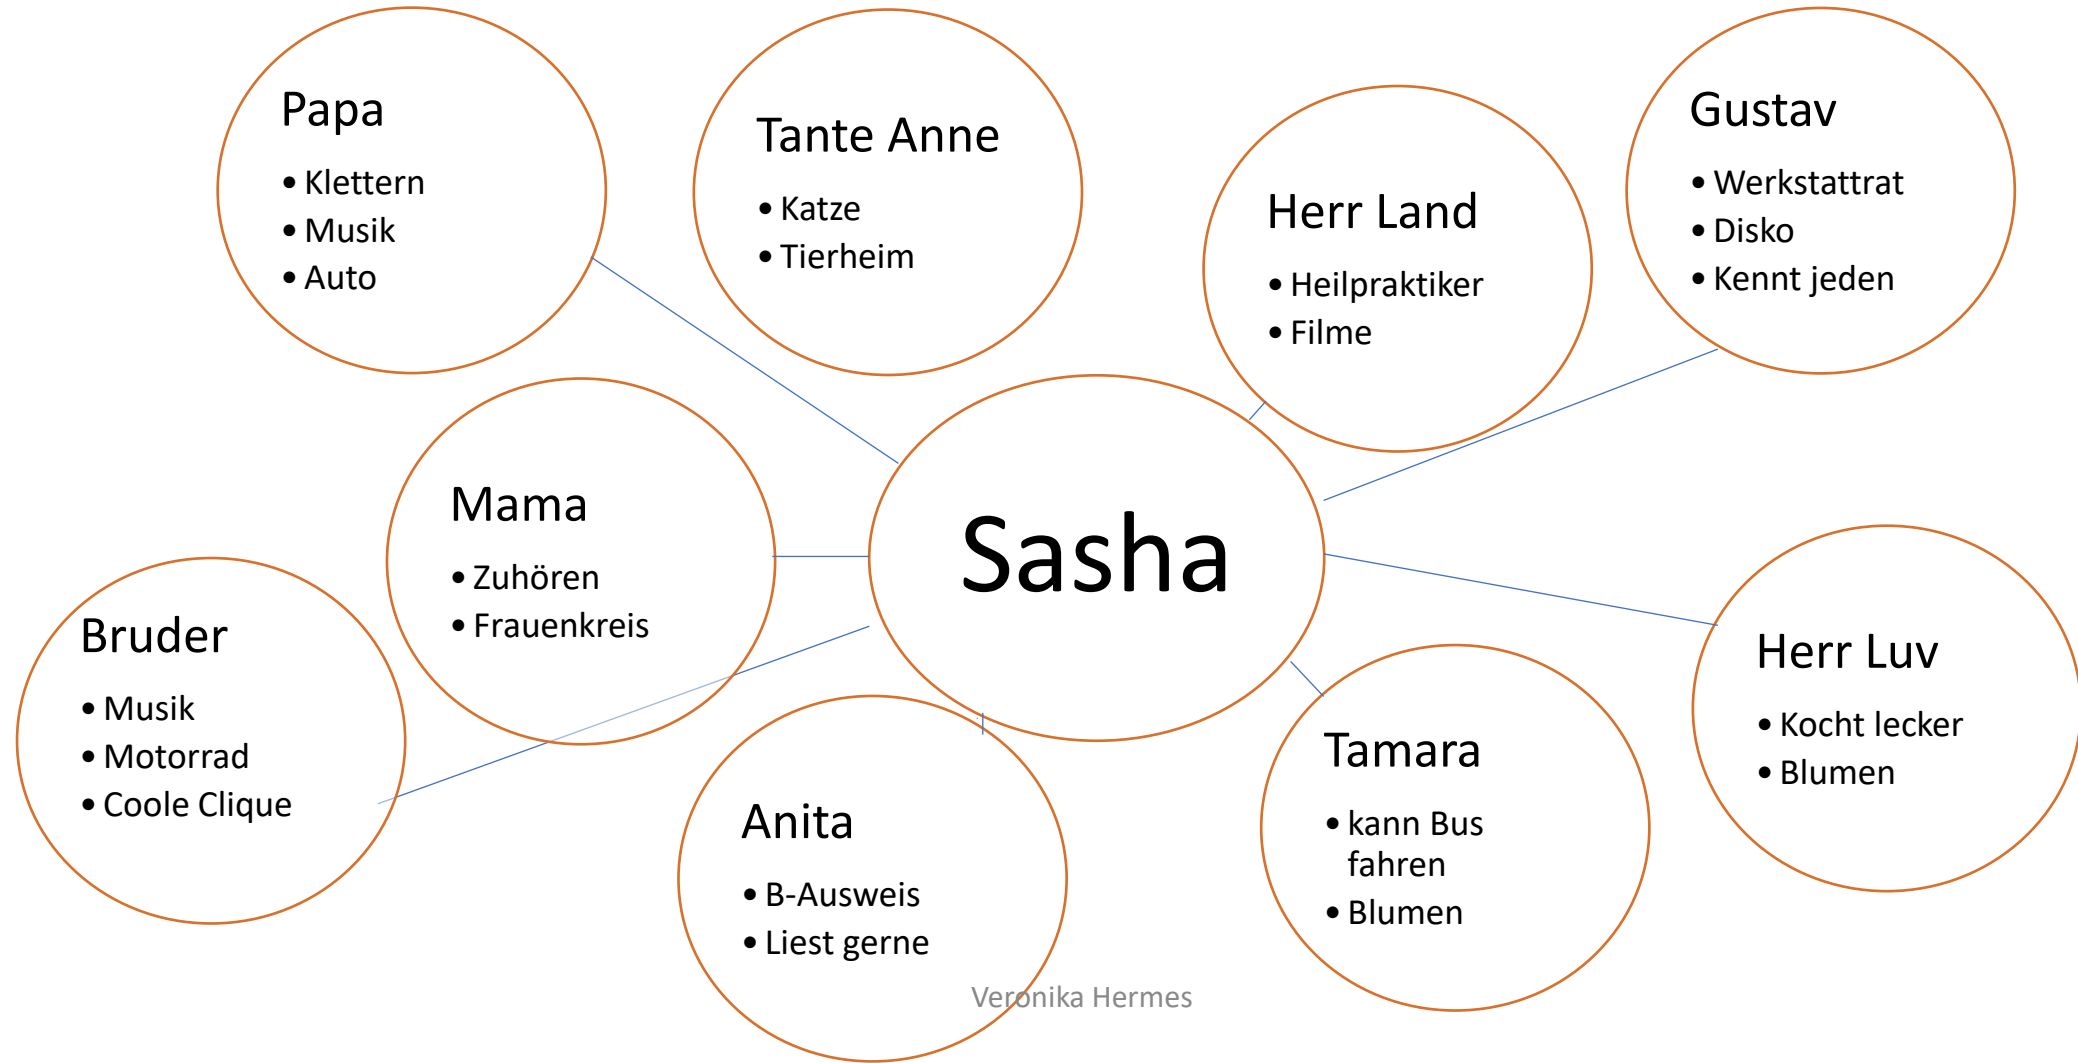 Papa
• Klettern
• Musik
• Auto
Tante Anne
• Katze
• Tierheim
Herr Land
• Heilpraktiker
• Filme
Gustav
• Werkstattrat
• Disko
• Kennt jeden
Mama
• Zuhören
• Frauenkreis
Sasha
Bruder
• Musik
• Motorrad
• Coole Clique
Anita
• B-Ausweis
• Liest gerne
Tamara
• kann Bus
fahren
• Blumen
Herr Luv
• Kocht lecker
• Blumen
Veronika Hermes